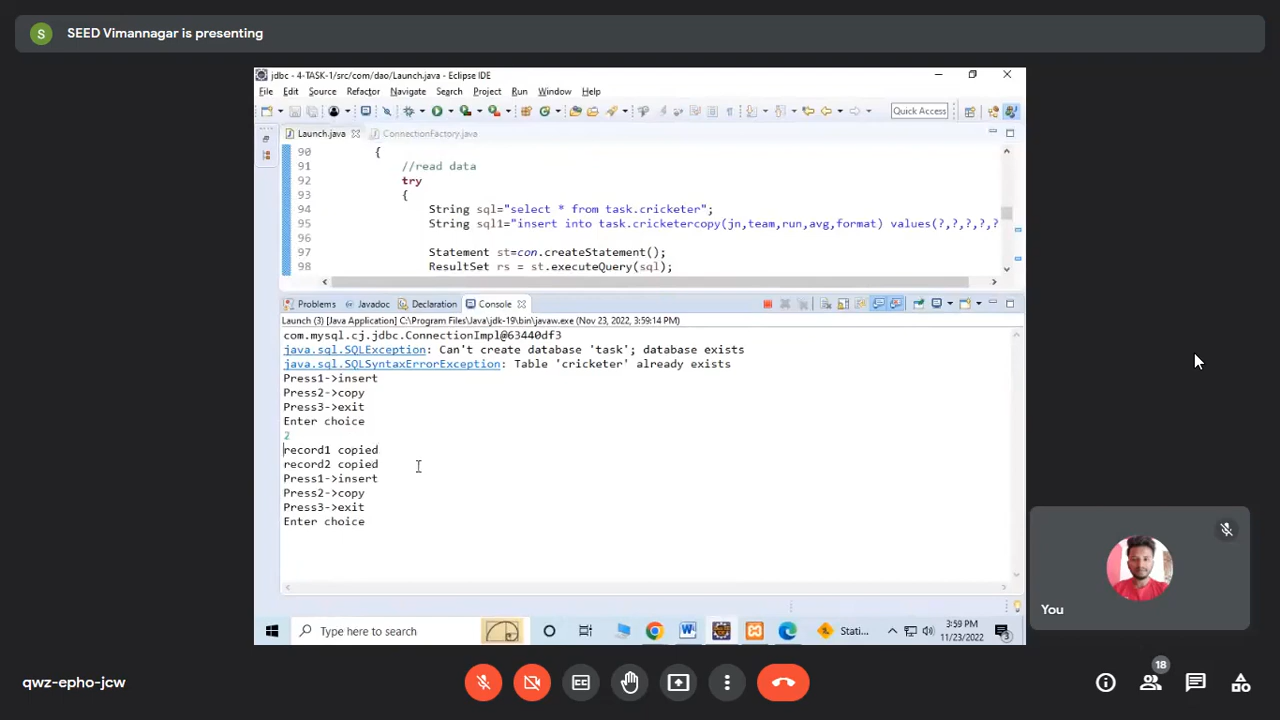 S SEED Vimannagar is presenting
jdbc - 4-TASK-1/src/com/dao/Launch.java - Eclipse IDE
File Edit Source Refactor Navigate Search Project Run Window Help
Quick Access
Launch.java ConnectionFactory.java
90 {
91 //read data
92 try
93 {
94 String sql="select * from task.cricketer";
95 String sql1="insert into task.cricketercopy(jn,team,run,avg,format) values(?,?,?,?,?
96
97 Statement st=con.createStatement();
98 ResultSet rs = st.executeQuery(sql);
Problems Javadoc Declaration Console
Launch (3) [Java Application] C:\Program Files\Java\jdk-19\bin\javaw.exe (Nov 23, 2022, 3:59:14 PM)
com.mysql.cj.jdbc.ConnectionImpl@63440df3
java.sql.SQLException: Can't create database 'task'; database exists
java.sql.SQLSyntaxErrorException: Table 'cricketer' already exists
Press1->insert
Press2->copy
Press3->exit
Enter choice
2
record1 copied
record2 copied
Press1->insert
Press2->copy
Press3->exit
Enter choice
You
Type here to search
Stati...
3:59 PM
11/23/2022
3
qwz-epho-jcw
CC
18